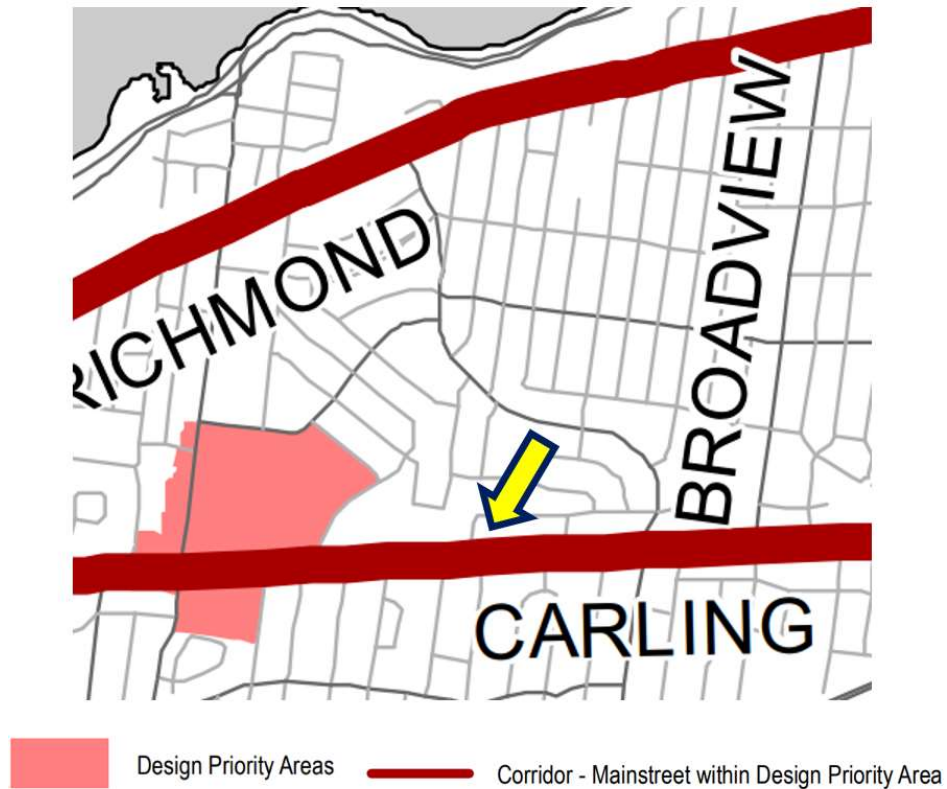 RICHMOND
BROADVIEW
CARLING
Design Priority Areas
Corridor - Mainstreet within Design Priority Area